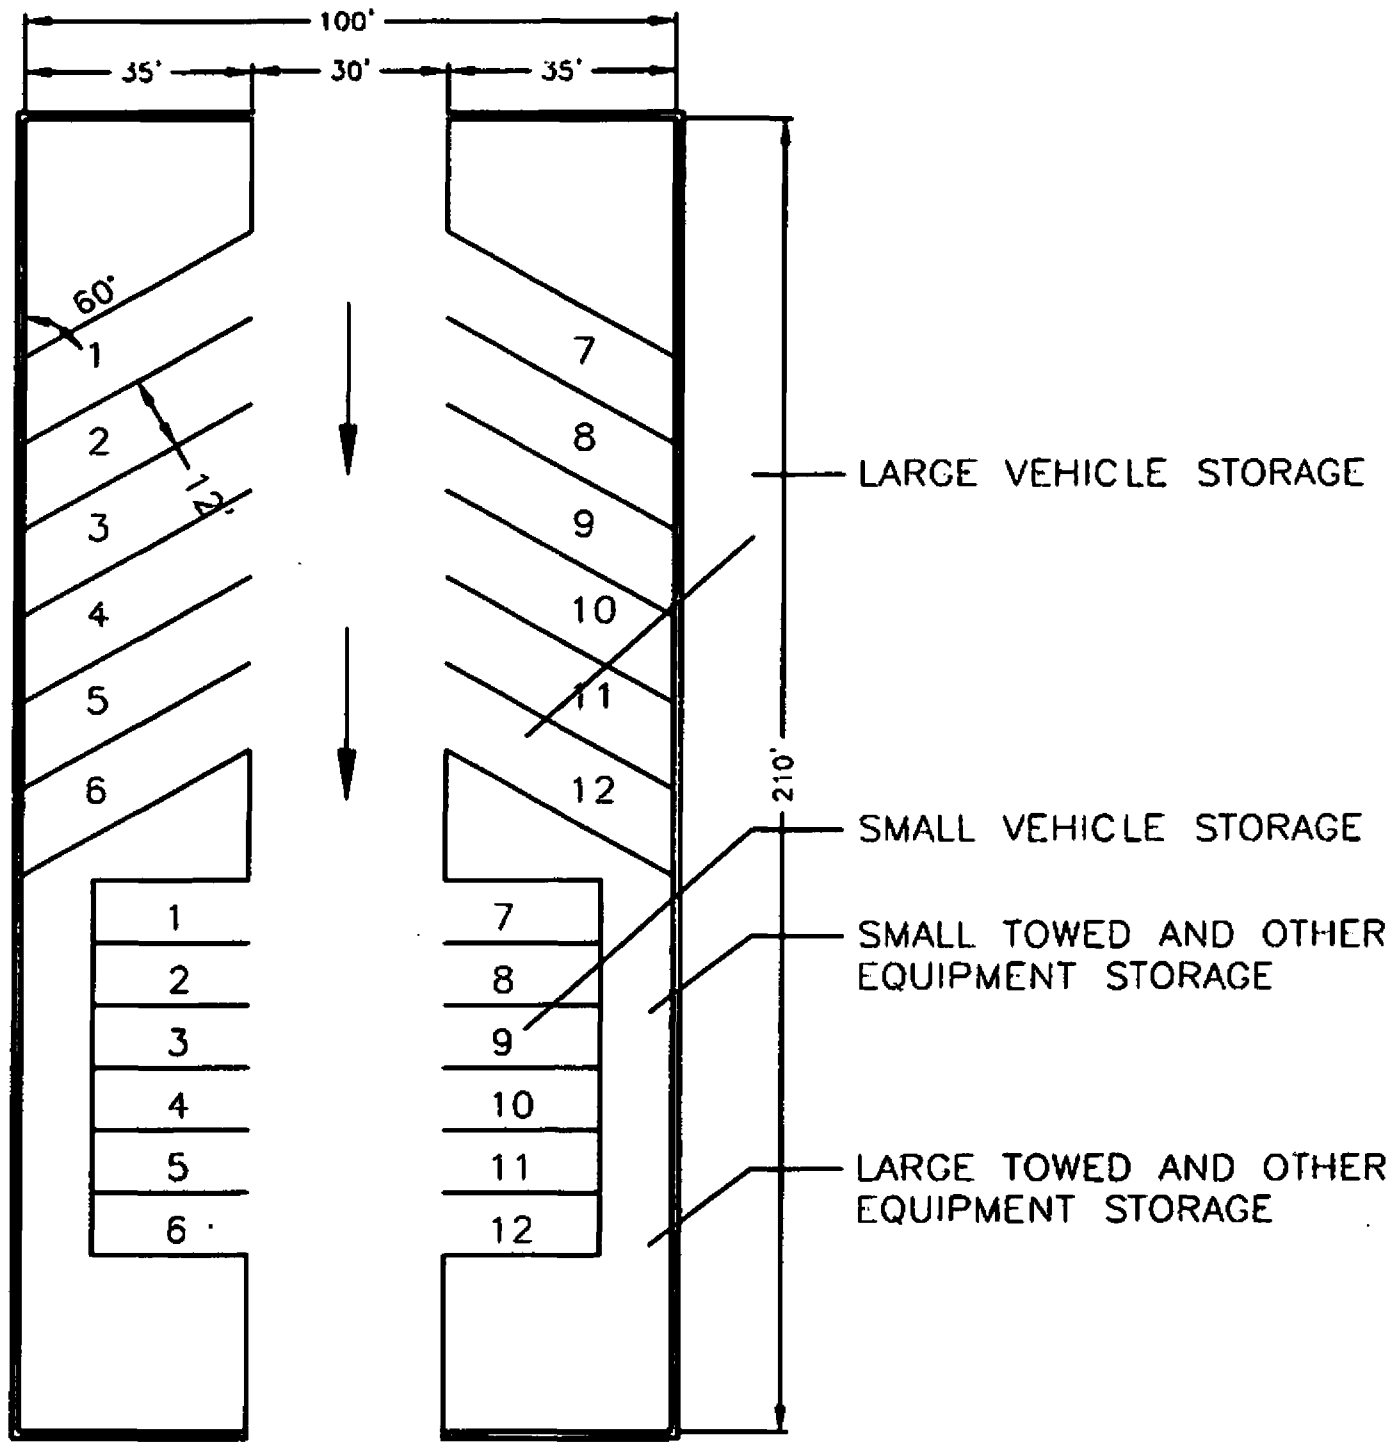 100'
35' 30' 35'
60°
1 7
2 8
12'
3 9
4 10
5 11
6 12
210'
LARGE VEHICLE STORAGE
SMALL VEHICLE STORAGE
1 7
SMALL TOWED AND OTHER
EQUIPMENT STORAGE
2 8
3 9
4 10
5 11
LARGE TOWED AND OTHER
EQUIPMENT STORAGE
6 12